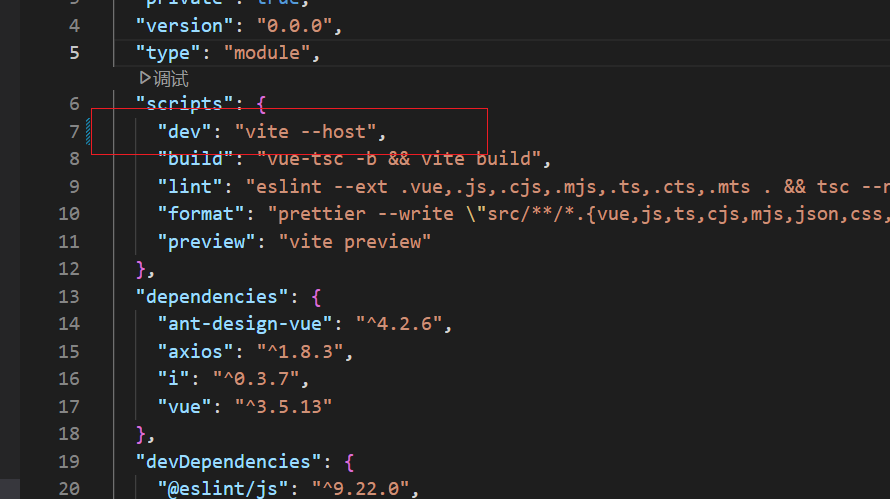 "private": true,
4 "version": "0.0.0",
5 "type": "module",
调试
6 "scripts": {
7 "dev": "vite --host",
8 "build": "vue-tsc -b && vite build",
9 "lint": "eslint --ext .vue,.js,.cjs,.mjs,.ts,.cts,.mts . && tsc
10 "format": "prettier --write \"src/**/*.{vue,js,ts,cjs,mjs,json,css,
11 "preview": "vite preview"
12 },
13 "dependencies": {
14 "ant-design-vue": "^4.2.6",
15 "axios": "^1.8.3",
16 "i": "^0.3.7",
17 "vue": "^3.5.13"
18 },
19 "devDependencies": {
20 "@eslint/js": "^9.22.0",